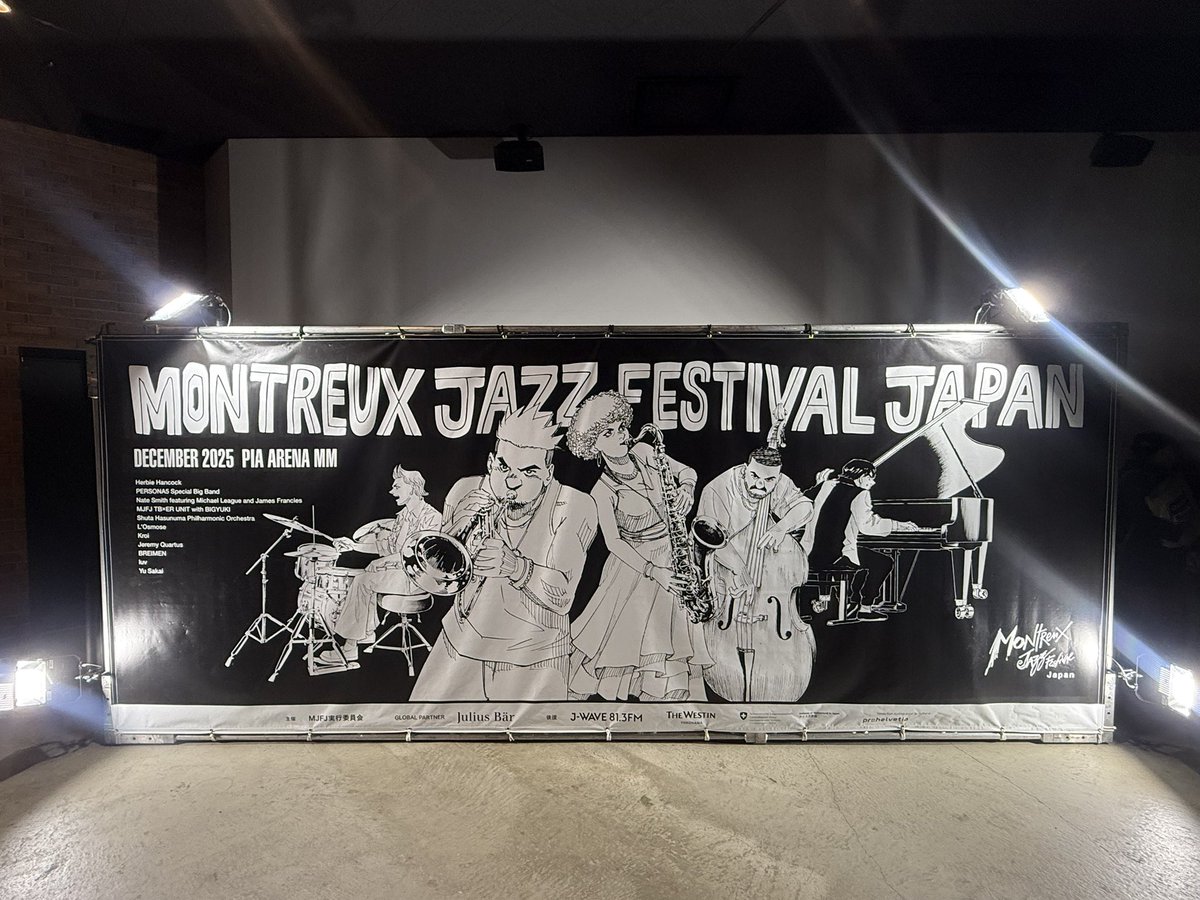 MONTREUX JAZZ FESTIVAL JAPAN
DECEMBER 2025 PIA ARENA MM
Herbie Hancock
PERSONA5 Special Big Band
Nate Smith featuring Michael League and James Francies
MJFJ TB×ER UNIT with BIGYUKI
Shuta Hasunuma Philharmonic Orchestra
L'Osmose
Kroi
Jeremy Quartus
BREIMEN
luv
Yu Sakai
MONTREUX
JAZZ Festival
Japan
主催 MJFJ実行委員会 GLOBAL PARTNER Julius Bär 後援 J-WAVE 81.3FM THE WESTIN prohelvetia
YOKOHAMA